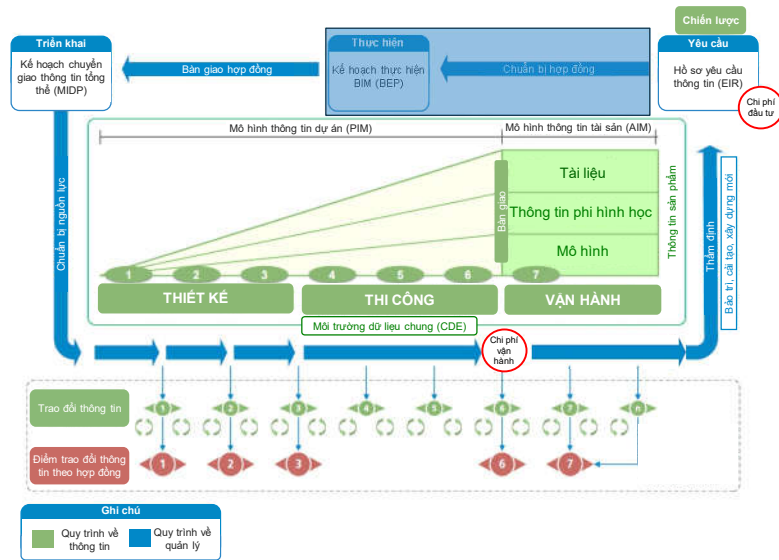 Chiến lược
Triển khai
Kế hoạch chuyển
giao thông tin tổng
thể (MIDP)
Bàn giao hợp đồng
Thực hiện
Kế hoạch thực hiện
BIM (BEP)
Chuẩn bị hợp đồng
Yêu cầu
Hồ sơ yêu cầu
thông tin (EIR)
Chi phí
đầu tư
Mô hình thông tin dự án (PIM)
Mô hình thông tin tài sản (AIM)
Tài liệu
Thông tin phi hình học
Mô hình
Bàn giao
Thông tin sản phẩm
Chuẩn bị nguồn lực
Thẩm định
Bảo trì, cải tạo, xây dựng mới
1 2 3 4 5 6 7
THIẾT KẾ
THI CÔNG
VẬN HÀNH
Môi trường dữ liệu chung (CDE)
Chi phí
vận
hành
Trao đổi thông tin
1 2 3 4 5 6 7 n
Điểm trao đổi thông
tin theo hợp đồng
1 2 3 6 7
Ghi chú
Quy trình về
thông tin
Quy trình về
quản lý